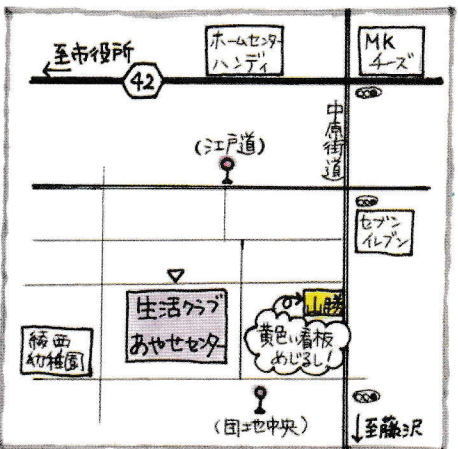 至市役所
42
ホームセンター
ハンディ
MK
チーズ
中原街道
(江戸道)
セブン
イレブン
生活クラブ
あやせセンター
山勝
黄色い看板
めじるし!
綾西
幼稚園
(団地中央)
至藤沢